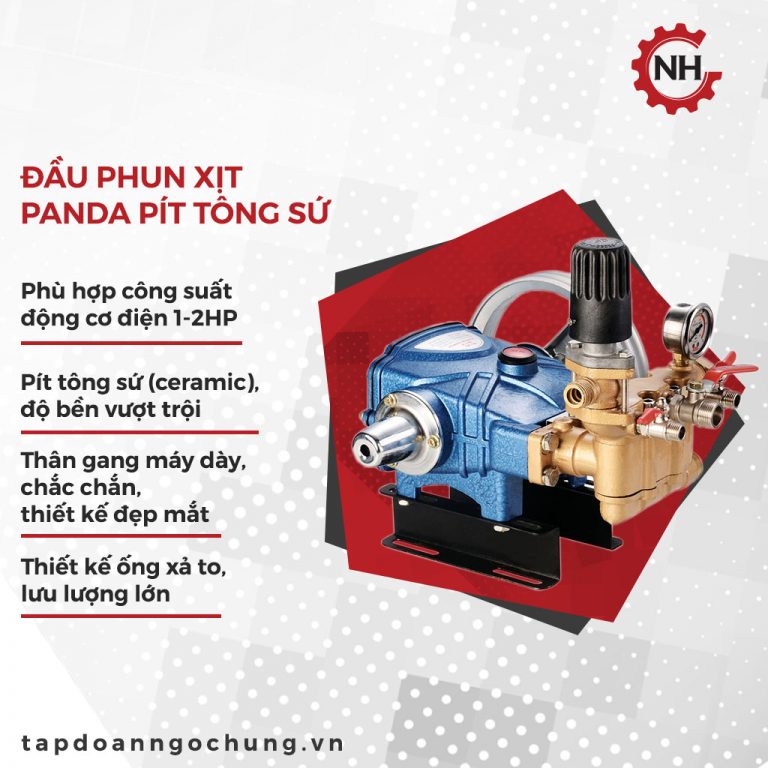 NH
ĐẦU PHUN XỊT
PANDA PÍT TÔNG SỨ
Phù hợp công suất
động cơ điện 1-2HP
Pít tông sứ (ceramic),
độ bền vượt trội
Thân gang máy dày,
chắc chắn,
thiết kế đẹp mắt
Thiết kế ống xả to,
lưu lượng lớn
tapdoanngochung.vn